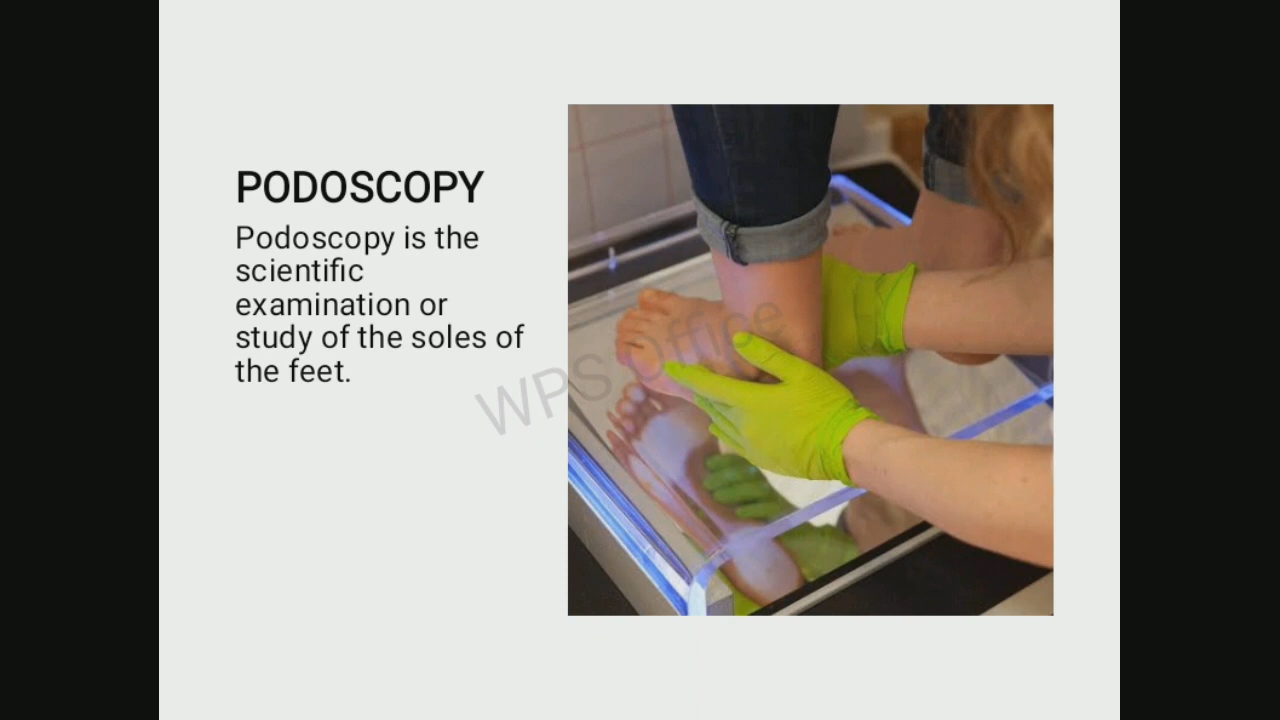 PODOSCOPY
Podoscopy is the
scientific
examination or
study of the soles of
the feet.
WPS Office